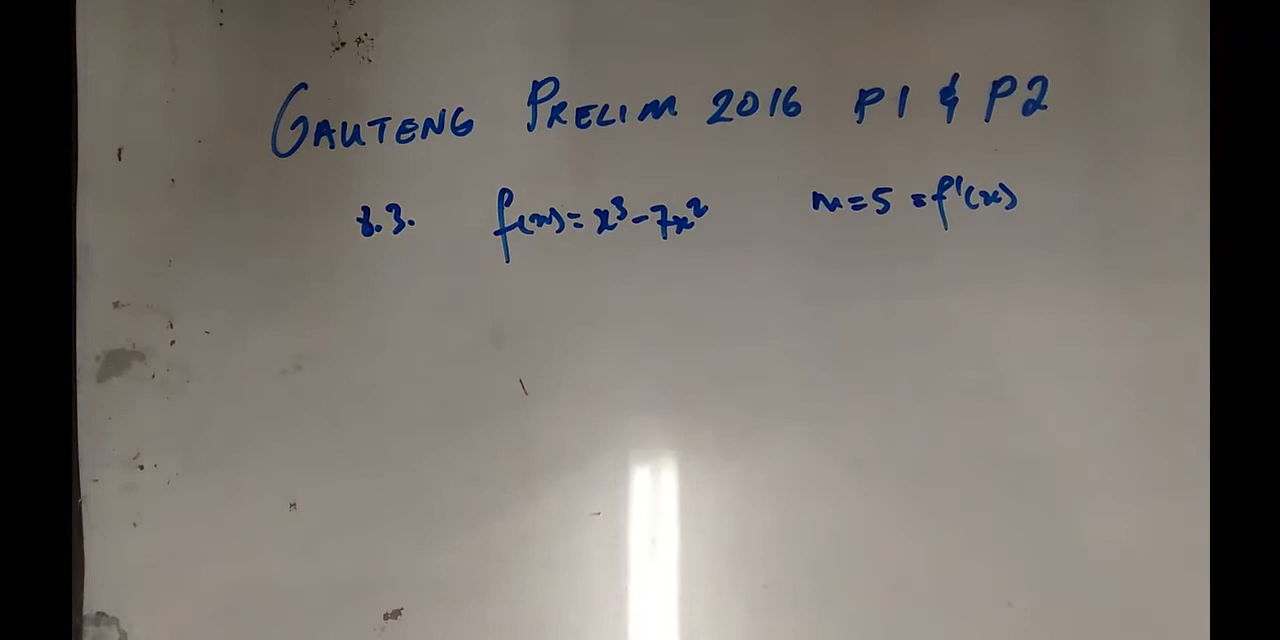 GAUTENG PRELIM 2016 P1 & P2
8.3. f(x) = x³ - 7x² m = 5 = f'(x)